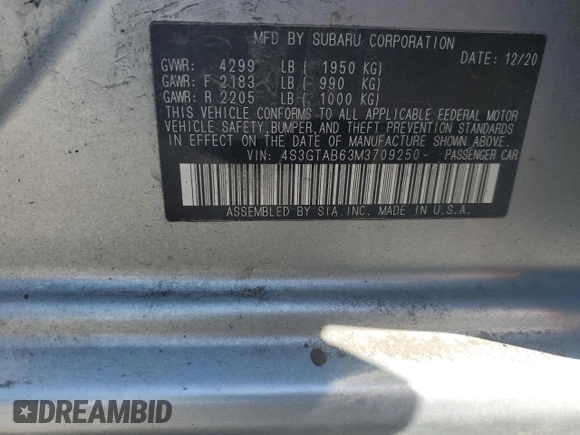 MFD BY SUBARU CORPORATION
DATE: 12/20
GVWR: 4299 LB ( 1950 KG)
GAWR: F 2183 LB ( 990 KG)
GAWR: R 2205 LB ( 1000 KG)
THIS VEHICLE CONFORMS TO ALL APPLICABLE FEDERAL MOTOR
VEHICLE SAFETY, BUMPER, AND THEFT PREVENTION STANDARDS
IN EFFECT ON THE DATE OF MANUFACTURE SHOWN ABOVE.
VIN: 4S3GTAB63M3709250- PASSENGER CAR
ASSEMBLED BY SIA, INC. MADE IN U.S.A.
DREAMBID